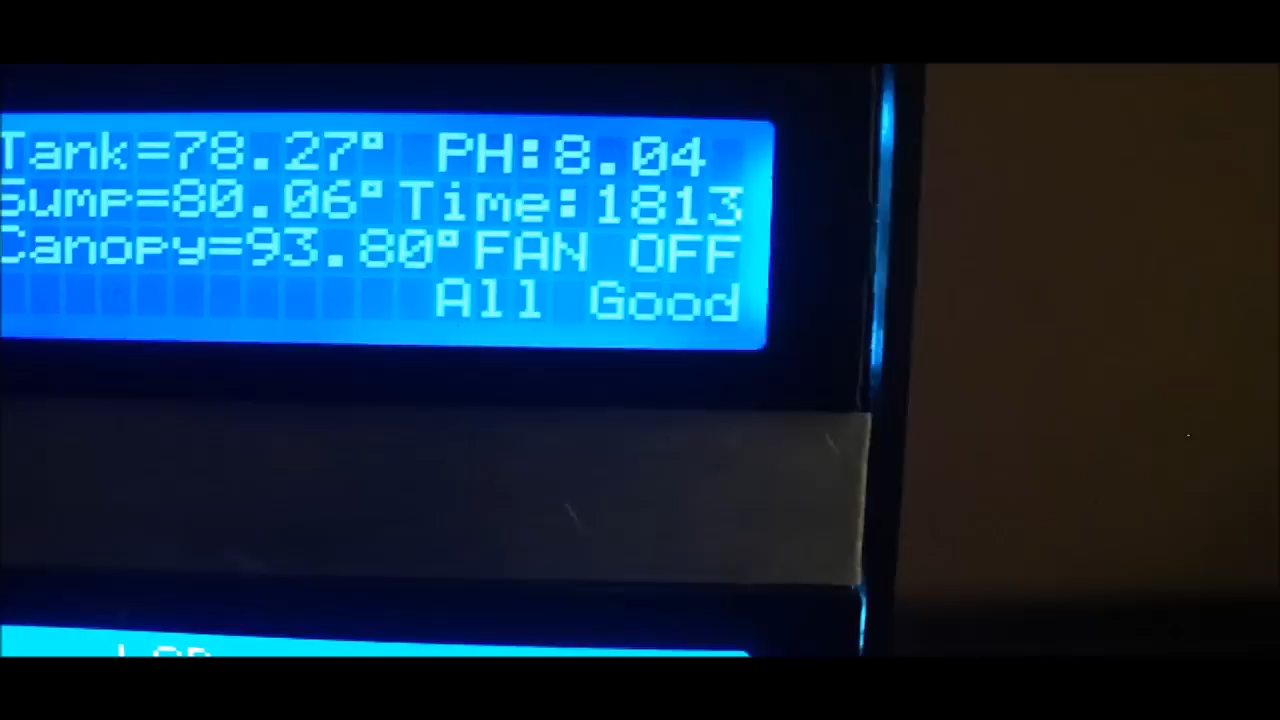 Tank=78.27° PH:8.04
Sump=80.06°Time:1813
Canopy=93.80°FAN OFF
All Good